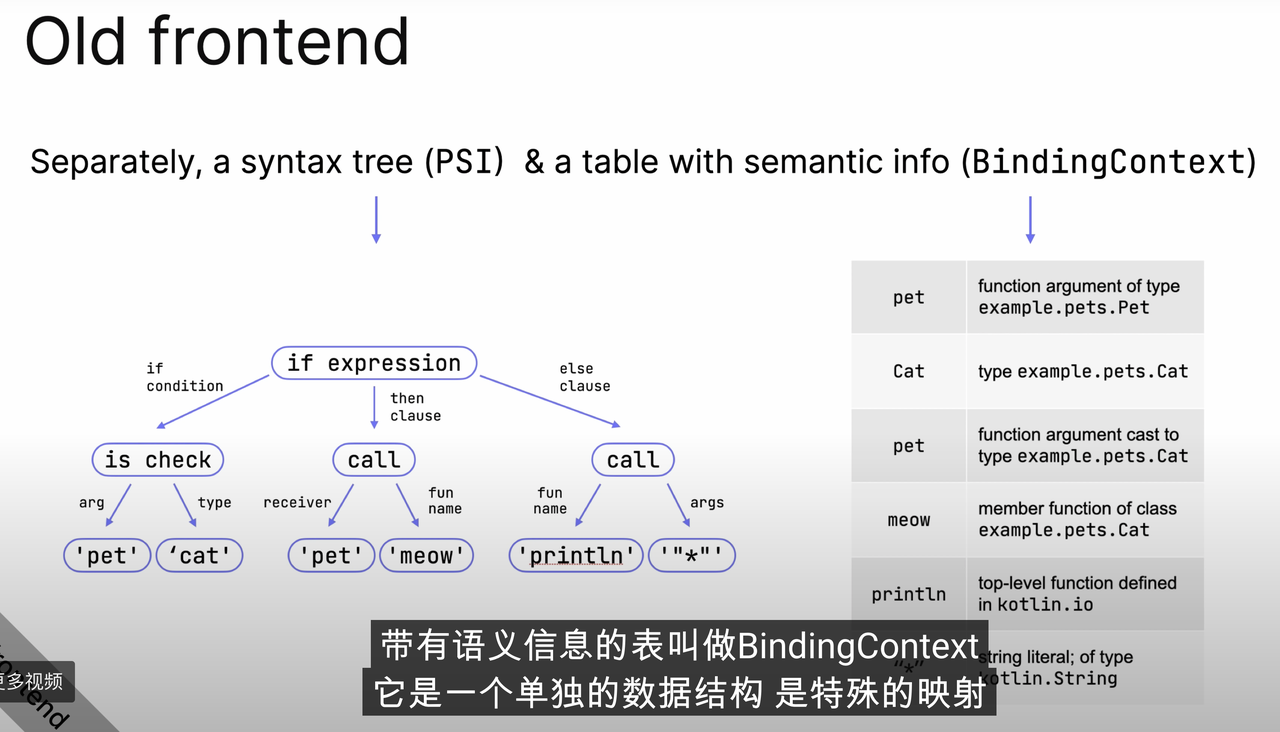 Old frontend
Separately, a syntax tree (PSI) & a table with semantic info (BindingContext)
if expression
if
condition
then
clause
else
clause
is check
call
call
arg
type
receiver
fun
name
fun
name
args
'pet'
‘cat'
'pet'
'meow'
'println'
'"*"'
pet
function argument of type
example.pets.Pet
Cat
type example.pets.Cat
pet
function argument cast to
type example.pets.Cat
meow
member function of class
example.pets.Cat
println
top-level function defined
in kotlin.io
“*”
string literal; of type
kotlin.String
带有语义信息的表叫做BindingContext
它是一个单独的数据结构 是特殊的映射
更多视频